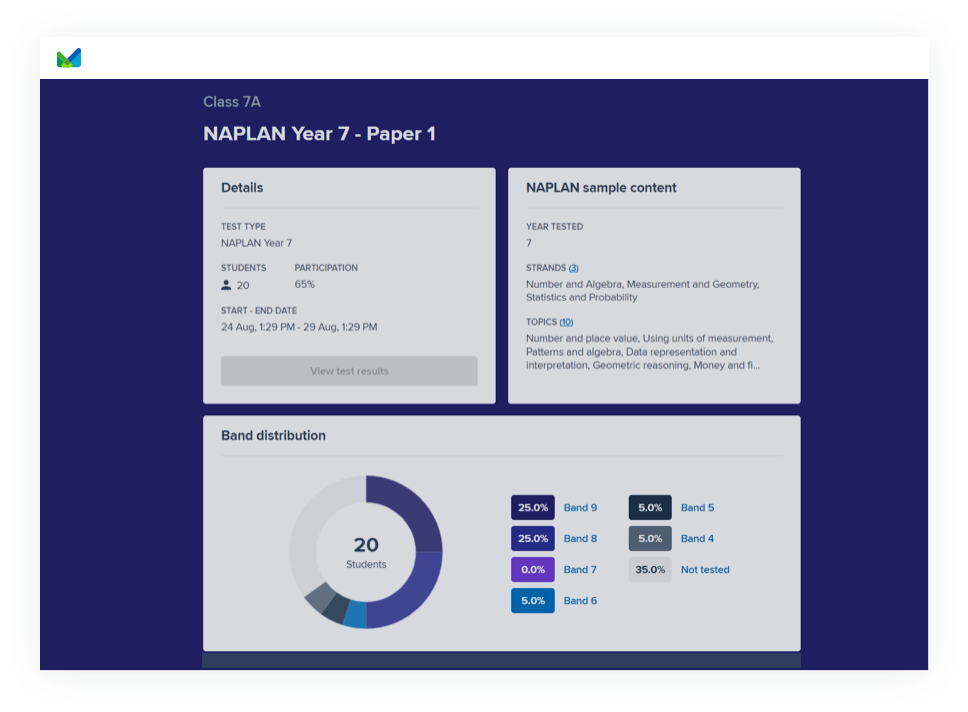 Class 7A
NAPLAN Year 7 - Paper 1
Details
TEST TYPE
NAPLAN Year 7
STUDENTS PARTICIPATION
20 65%
START - END DATE
24 Aug, 1:29 PM - 29 Aug, 1:29 PM
View test results
NAPLAN sample content
YEAR TESTED
7
STRANDS (3)
Number and Algebra, Measurement and Geometry,
Statistics and Probability
TOPICS (10)
Number and place value, Using units of measurement,
Patterns and algebra, Data representation and
interpretation, Geometric reasoning, Money and fi...
Band distribution
20
Students
25.0% Band 9
25.0% Band 8
0.0% Band 7
5.0% Band 6
5.0% Band 5
5.0% Band 4
35.0% Not tested